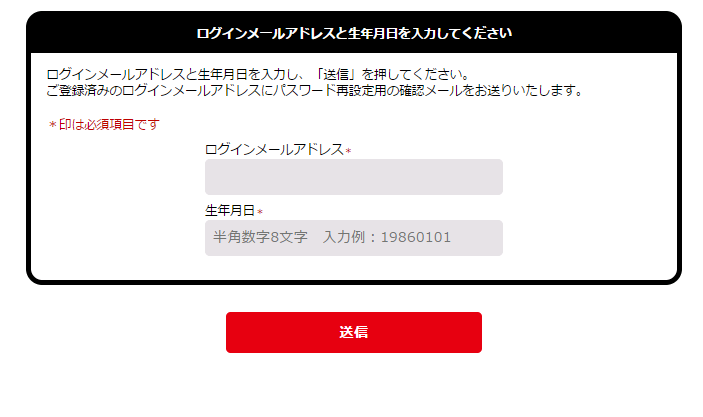 ログインメールアドレスと生年月日を入力してください
ログインメールアドレスと生年月日を入力し、「送信」を押してください。
ご登録済みのログインメールアドレスにパスワード再設定用の確認メールをお送りいたします。
＊印は必須項目です
ログインメールアドレス＊
生年月日＊
半角数字8文字　入力例：19860101
送信